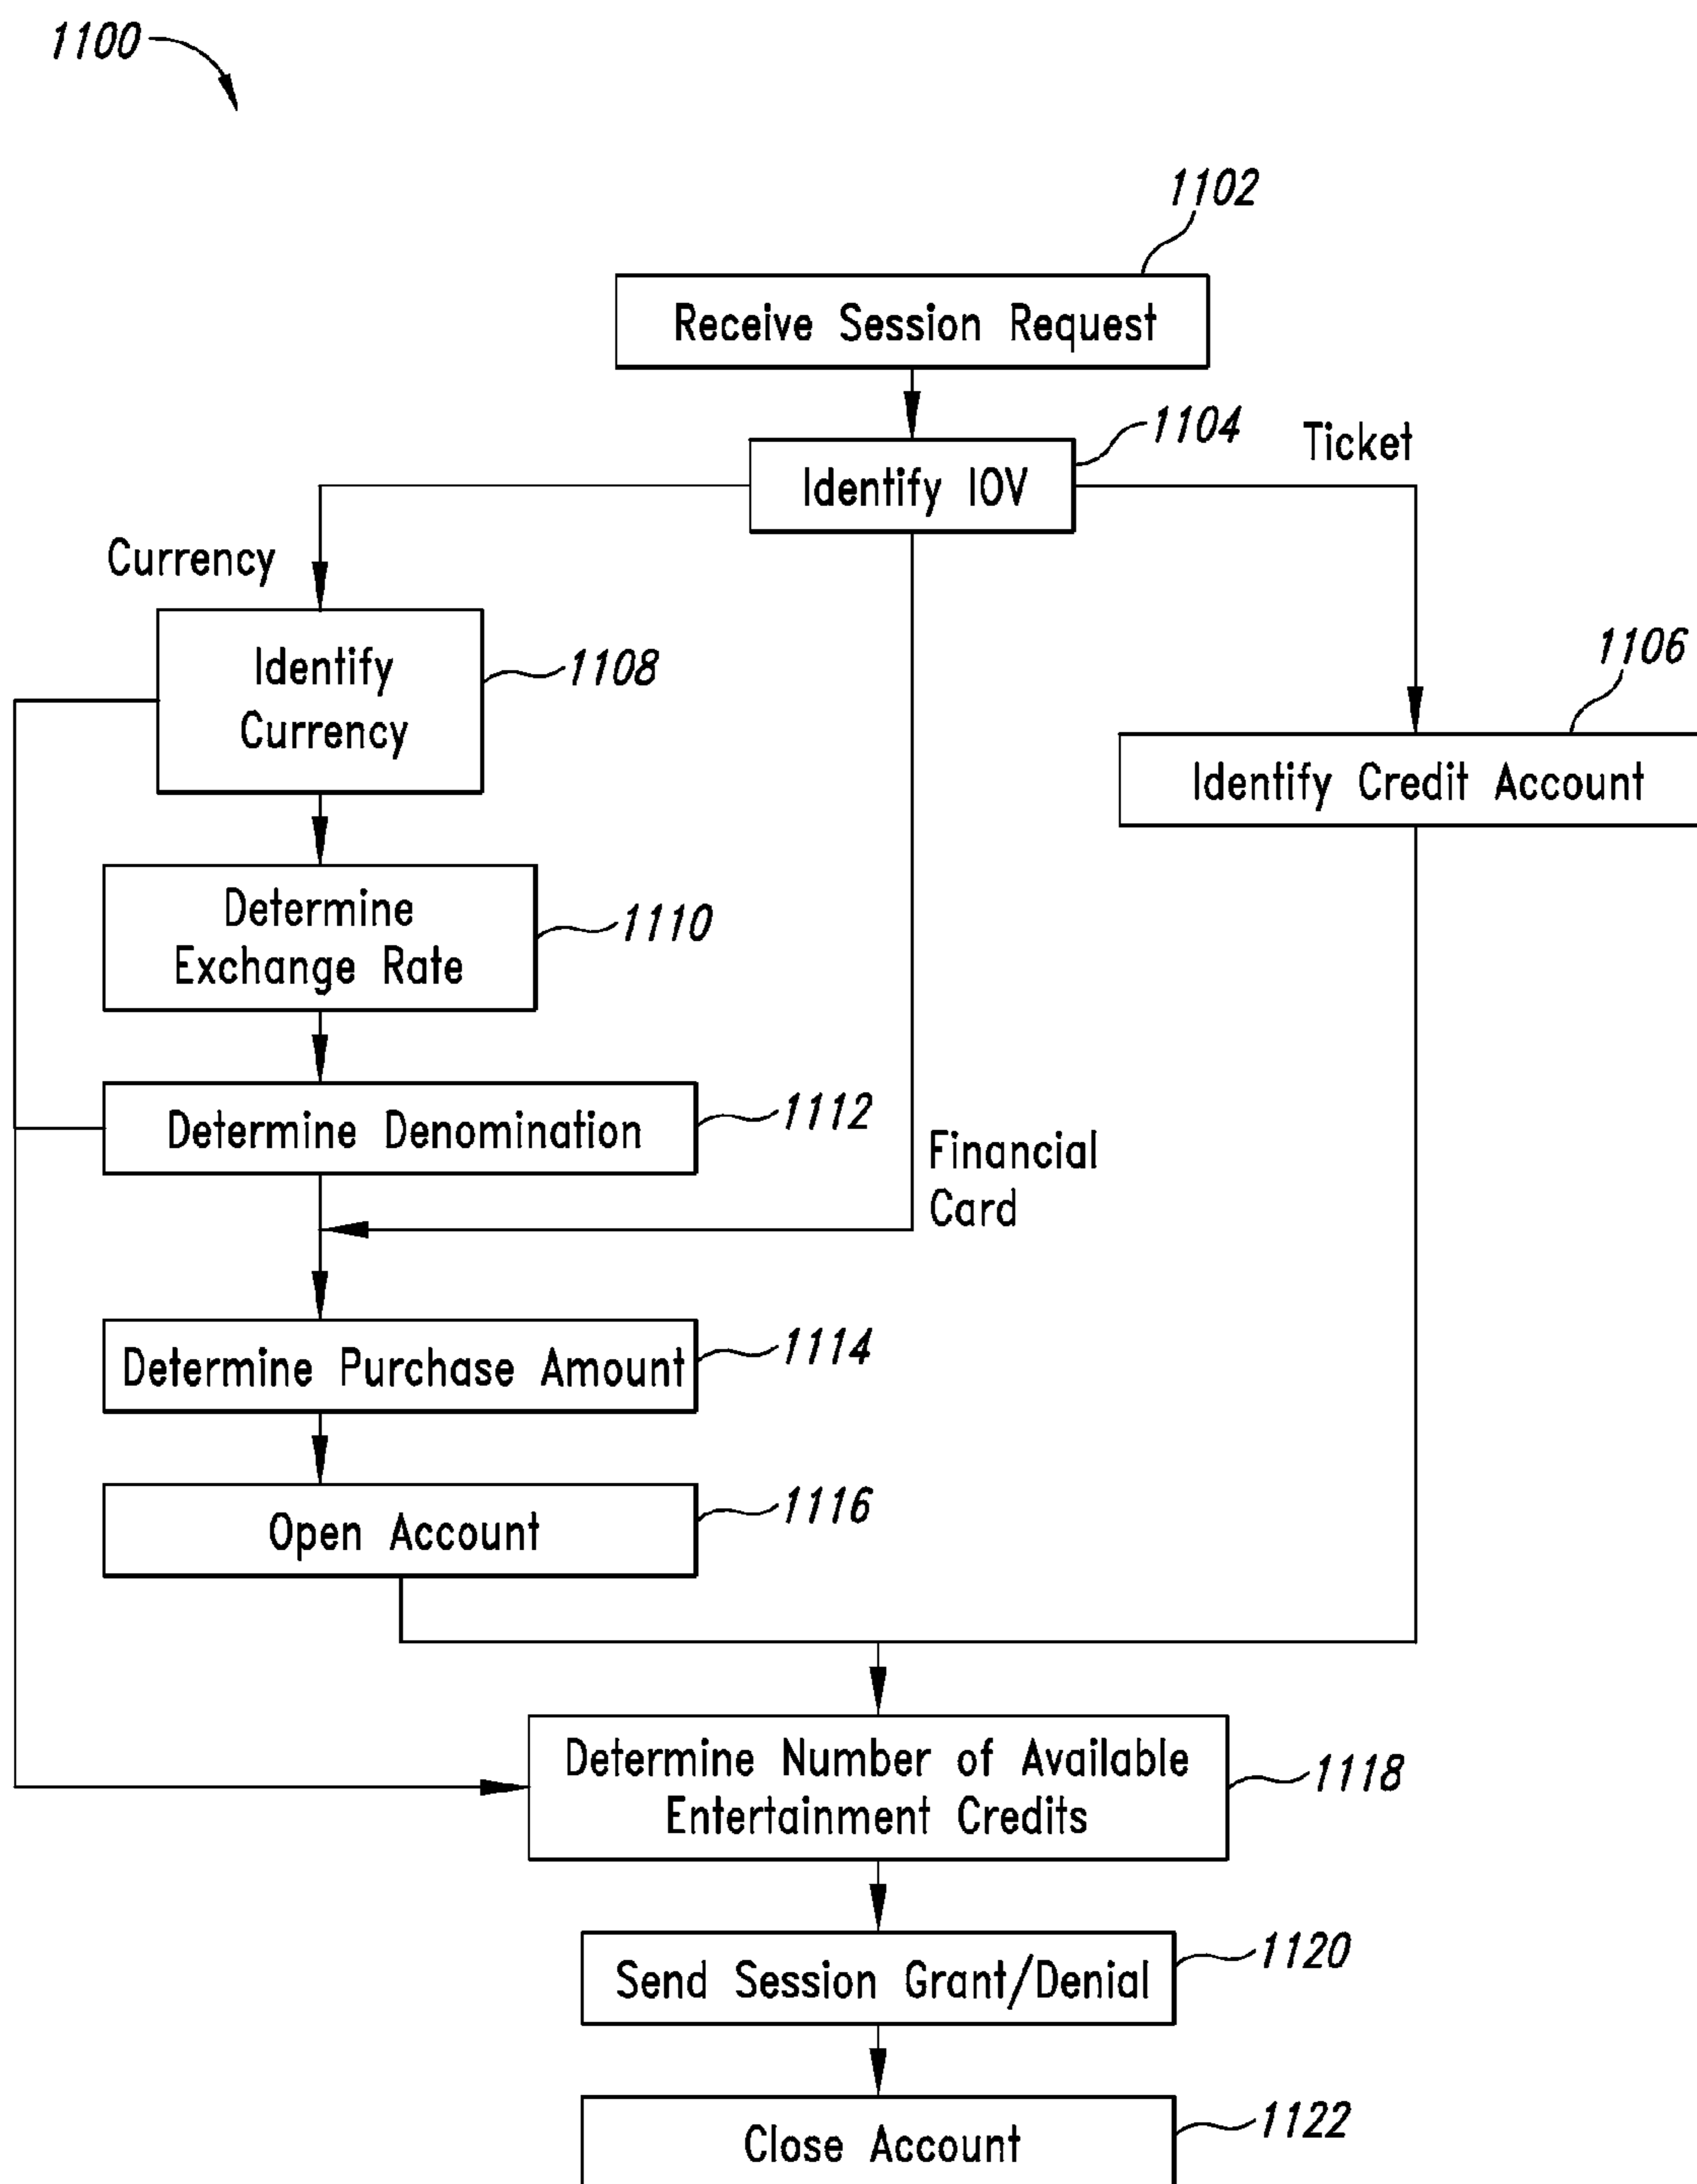 1100
1102
Receive Session Request
1104
Ticket
Identify IOV
Currency
Identify
Currency
1108
1106
Identify Credit Account
Determine
Exchange Rate
1110
Determine Denomination
1112
Financial
Card
Determine Purchase Amount
1114
Open Account
1116
Determine Number of Available
Entertainment Credits
1118
Send Session Grant/Denial
1120
Close Account
1122